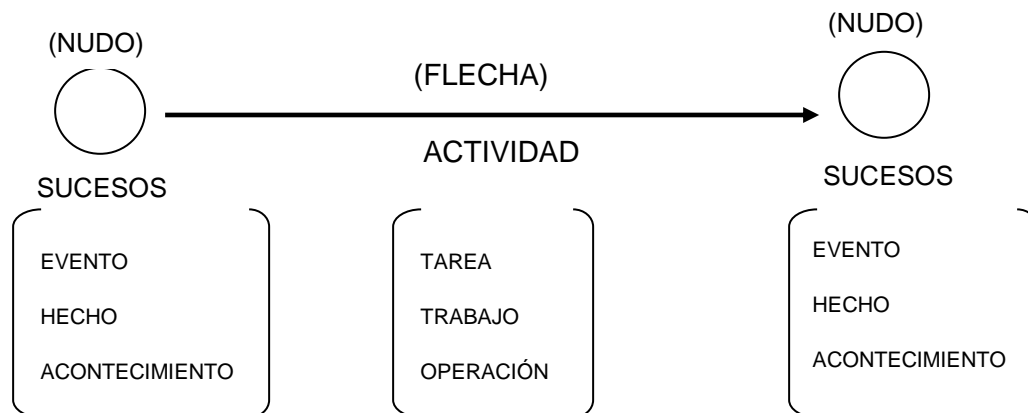 (NUDO)
(NUDO)
(FLECHA)
ACTIVIDAD
SUCESOS
SUCESOS
EVENTO
HECHO
ACONTECIMIENTO
TAREA
TRABAJO
OPERACIÓN
EVENTO
HECHO
ACONTECIMIENTO